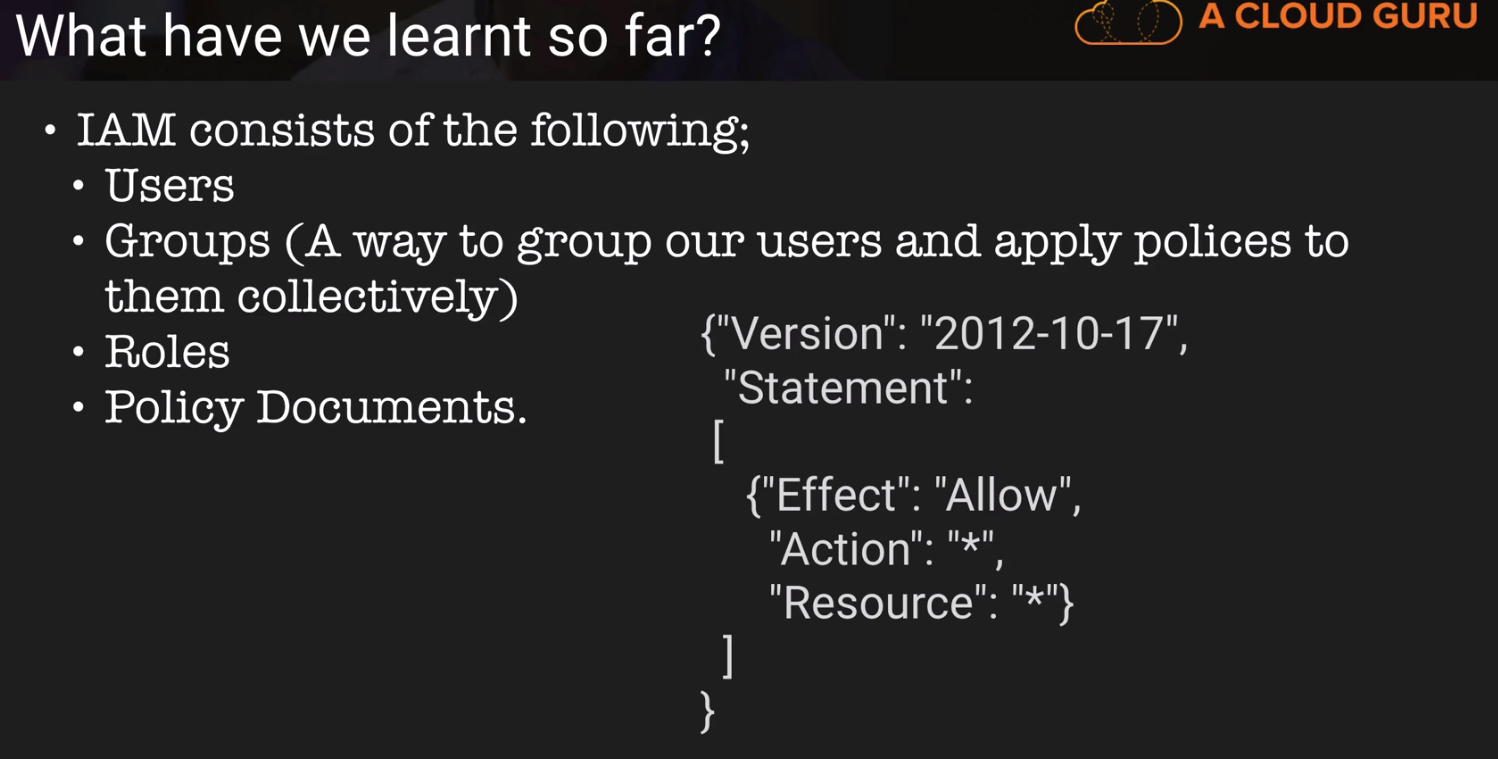 What have we learnt so far?
A CLOUD GURU
• IAM consists of the following;
• Users
• Groups (A way to group our users and apply polices to
them collectively)
• Roles
• Policy Documents.
{"Version": "2012-10-17",
"Statement":
[
{"Effect": "Allow",
"Action": "*",
"Resource": "*"}
]
}